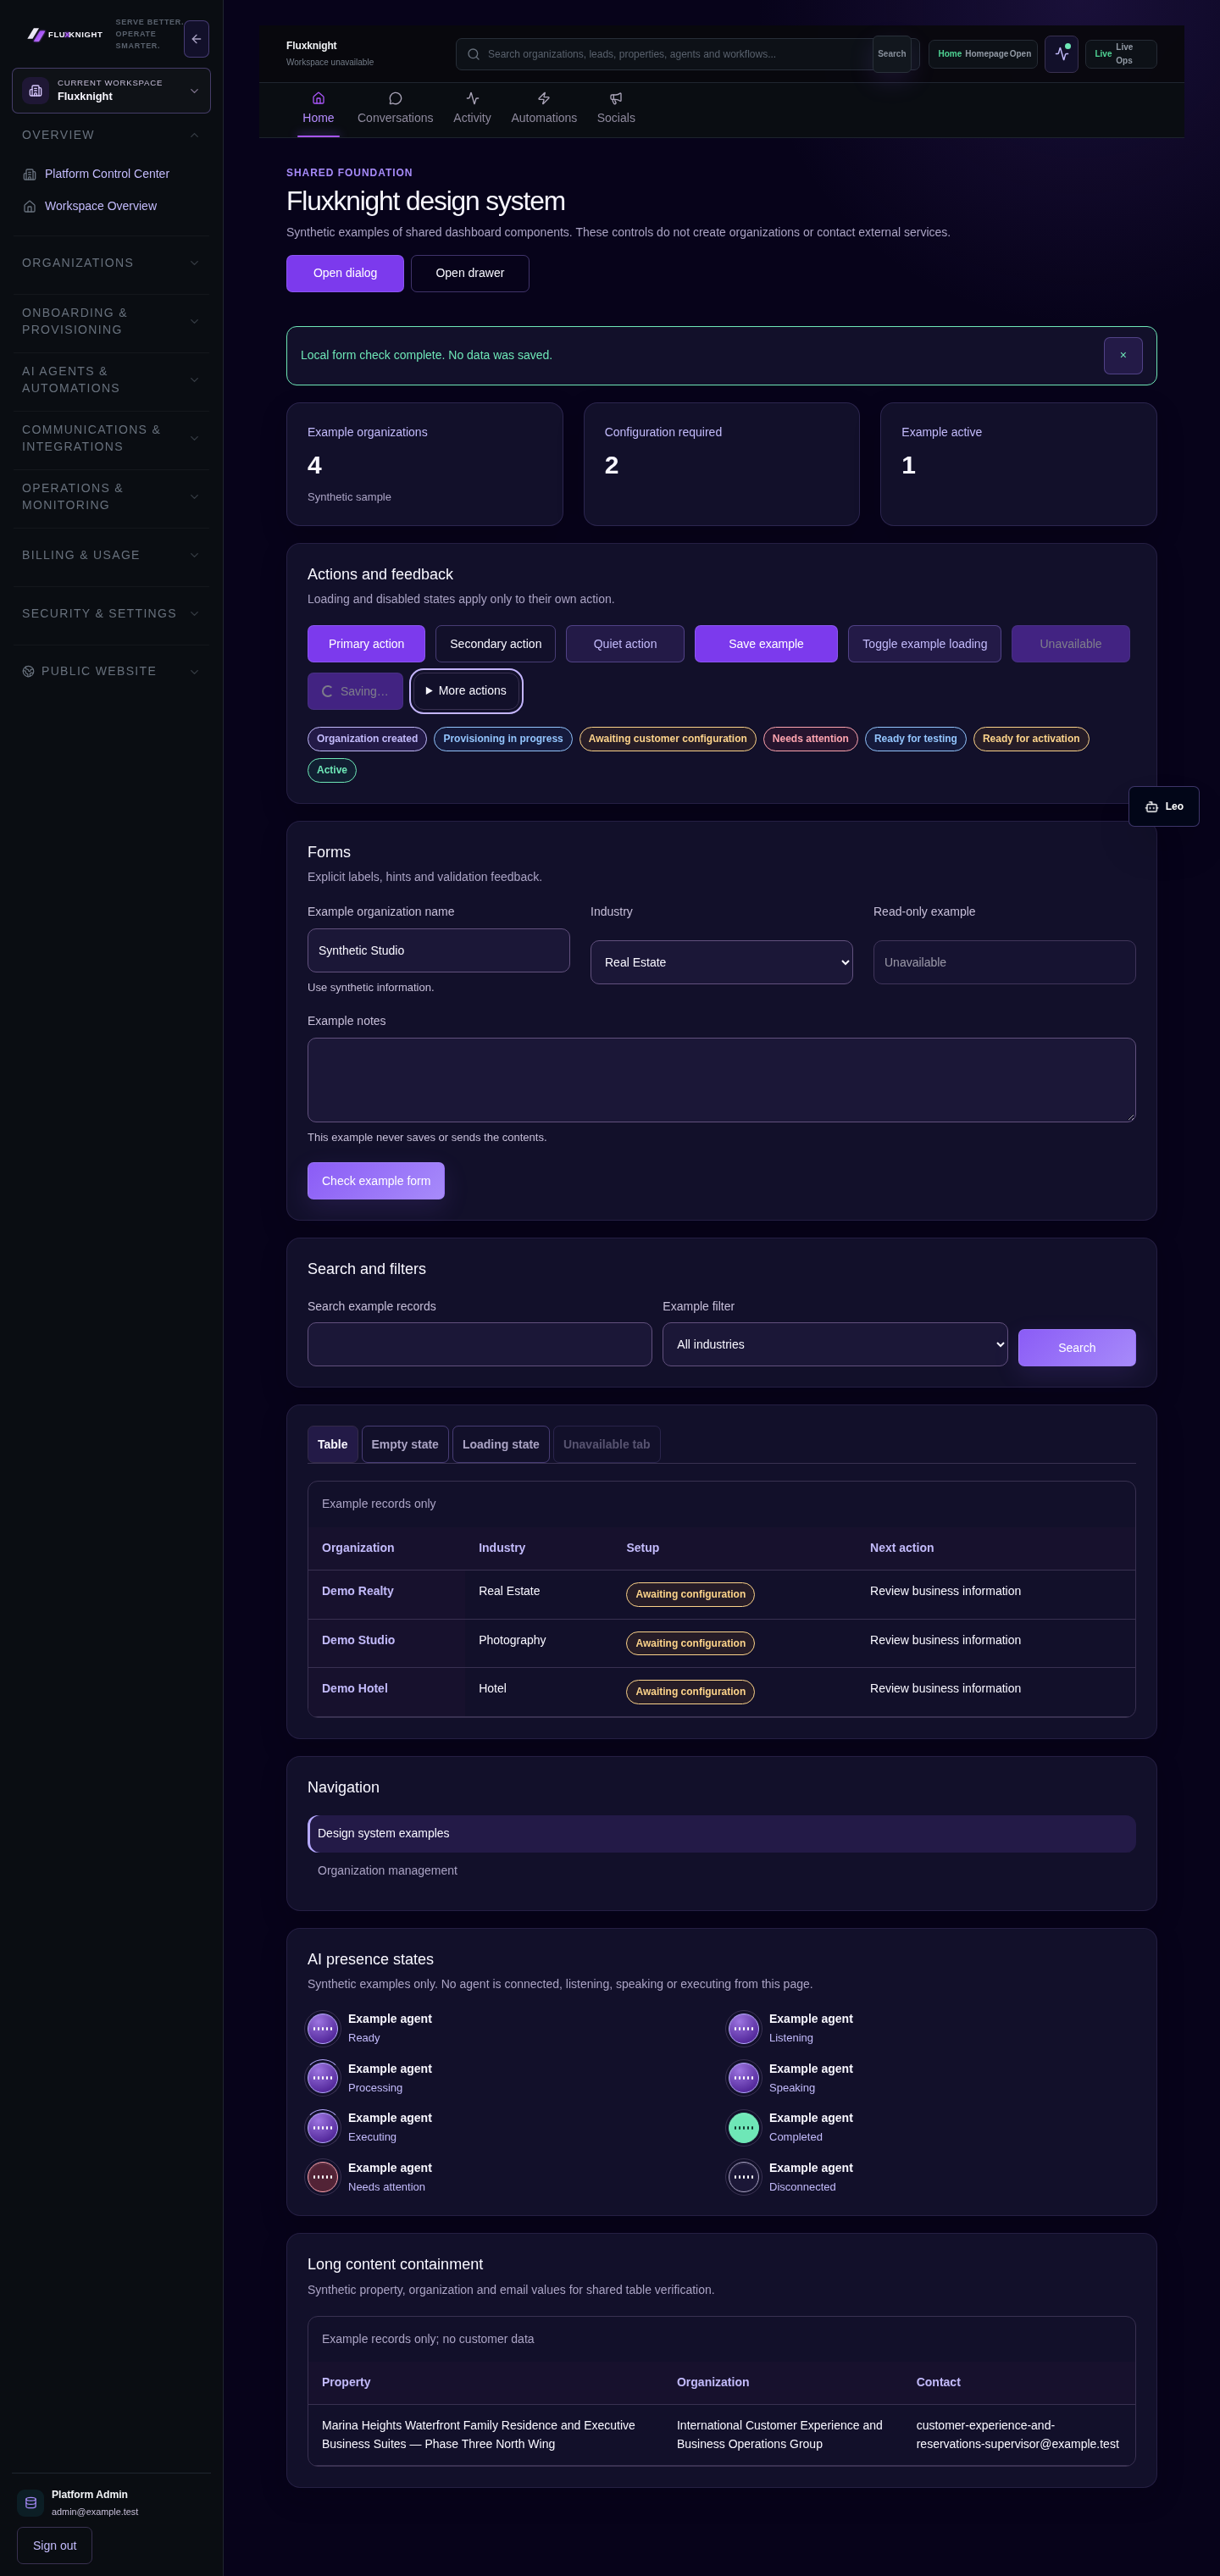 FLUXKNIGHT
SERVE BETTER.
OPERATE
SMARTER.
CURRENT WORKSPACE
Fluxknight
OVERVIEW
Platform Control Center
Workspace Overview
ORGANIZATIONS
ONBOARDING &
PROVISIONING
AI AGENTS &
AUTOMATIONS
COMMUNICATIONS &
INTEGRATIONS
OPERATIONS &
MONITORING
BILLING & USAGE
SECURITY & SETTINGS
PUBLIC WEBSITE
Platform Admin
admin@example.test
Sign out
Fluxknight
Workspace unavailable
Search organizations, leads, properties, agents and workflows...
Search
Home Homepage Open
Live Live
Ops
Home Conversations Activity Automations Socials
SHARED FOUNDATION
Fluxknight design system
Synthetic examples of shared dashboard components. These controls do not create organizations or contact external services.
Open dialog Open drawer
Local form check complete. No data was saved. ×
Example organizations Configuration required Example active
4 2 1
Synthetic sample
Actions and feedback
Loading and disabled states apply only to their own action.
Primary action Secondary action Quiet action Save example Toggle example loading Unavailable
Saving… More actions
Organization created Provisioning in progress Awaiting customer configuration Needs attention Ready for testing Ready for activation
Active
Leo
Forms
Explicit labels, hints and validation feedback.
Example organization name Industry Read-only example
Synthetic Studio Real Estate Unavailable
Use synthetic information.
Example notes
This example never saves or sends the contents.
Check example form
Search and filters
Search example records Example filter
All industries Search
Table Empty state Loading state Unavailable tab
Example records only
Organization Industry Setup Next action
Demo Realty Real Estate Awaiting configuration Review business information
Demo Studio Photography Awaiting configuration Review business information
Demo Hotel Hotel Awaiting configuration Review business information
Navigation
Design system examples
Organization management
AI presence states
Synthetic examples only. No agent is connected, listening, speaking or executing from this page.
Example agent Example agent
Ready Listening
Example agent Example agent
Processing Speaking
Example agent Example agent
Executing Completed
Example agent Example agent
Needs attention Disconnected
Long content containment
Synthetic property, organization and email values for shared table verification.
Example records only; no customer data
Property Organization Contact
Marina Heights Waterfront Family Residence and Executive International Customer Experience and customer-experience-and-
Business Suites — Phase Three North Wing Business Operations Group reservations-supervisor@example.test